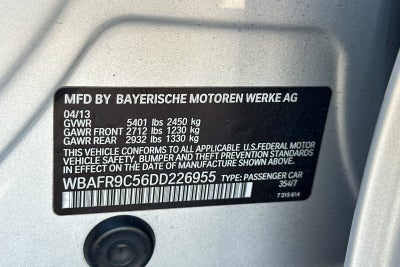 MFD BY BAYERISCHE MOTOREN WERKE AG
04/13
GVWR 5401 lbs 2450 kg
GAWR FRONT 2712 lbs 1230 kg
GAWR REAR 2932 lbs 1330 kg
THIS VEHICLE CONFORMS TO ALL APPLICABLE U.S.FEDERAL MOTOR
VEHICLE SAFETY, BUMPER, AND THEFT PREVENTION STANDARDS IN
EFFECT ON THE DATE OF MANUFACTURE SHOWN ABOVE.
WBAFR9C56DD226955 TYPE: PASSENGER CAR
354/7
7 315 614